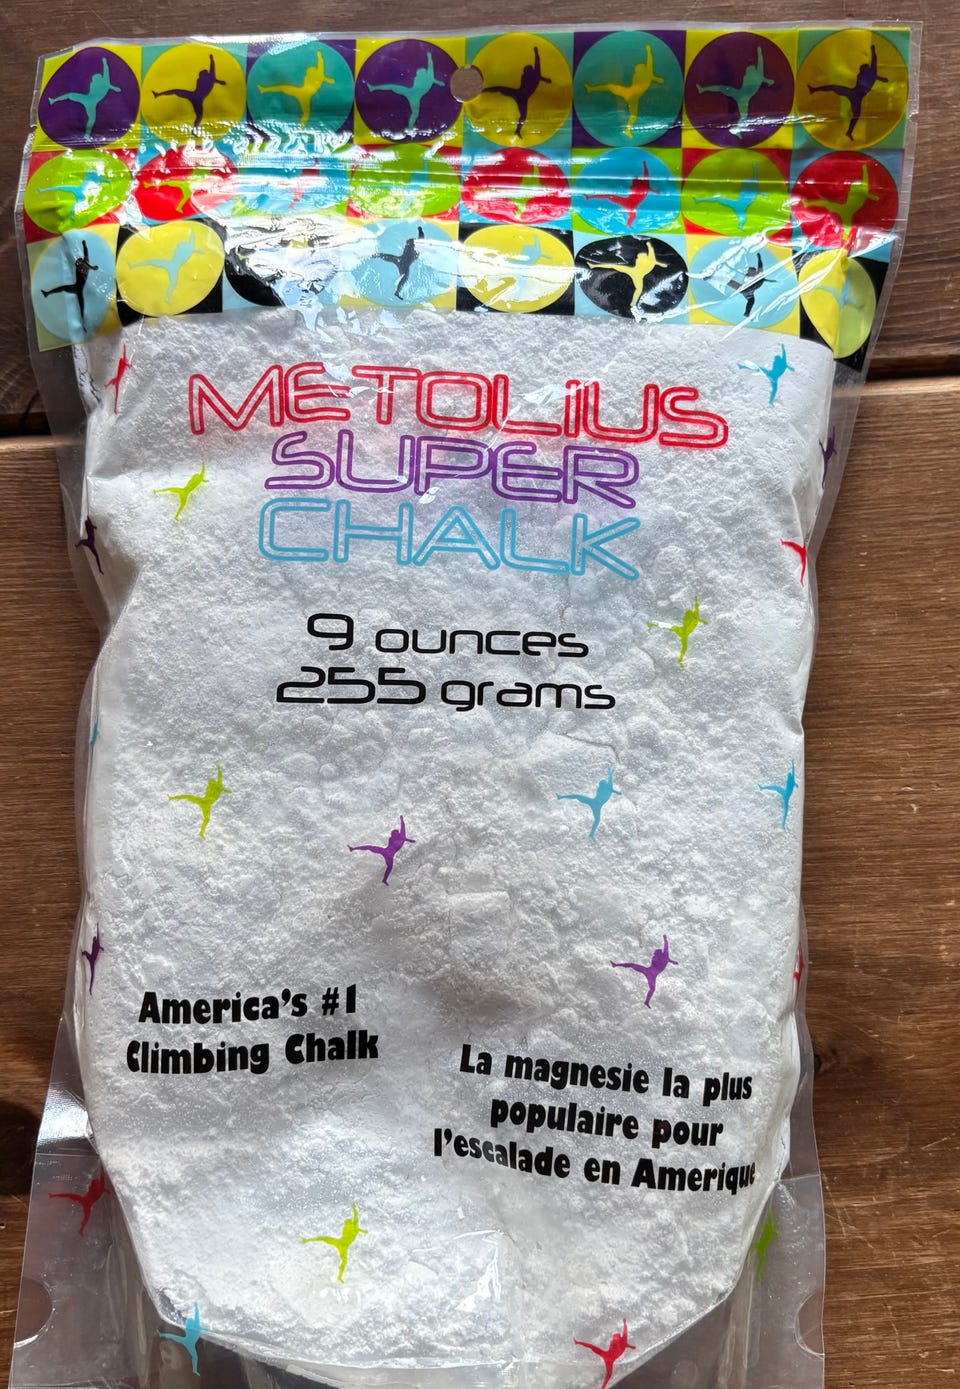 METOLIUS
SUPER
CHALK
9 ounces
255 grams
America's #1
Climbing Chalk
La magnesie la plus
populaire pour
l'escalade en Amerique